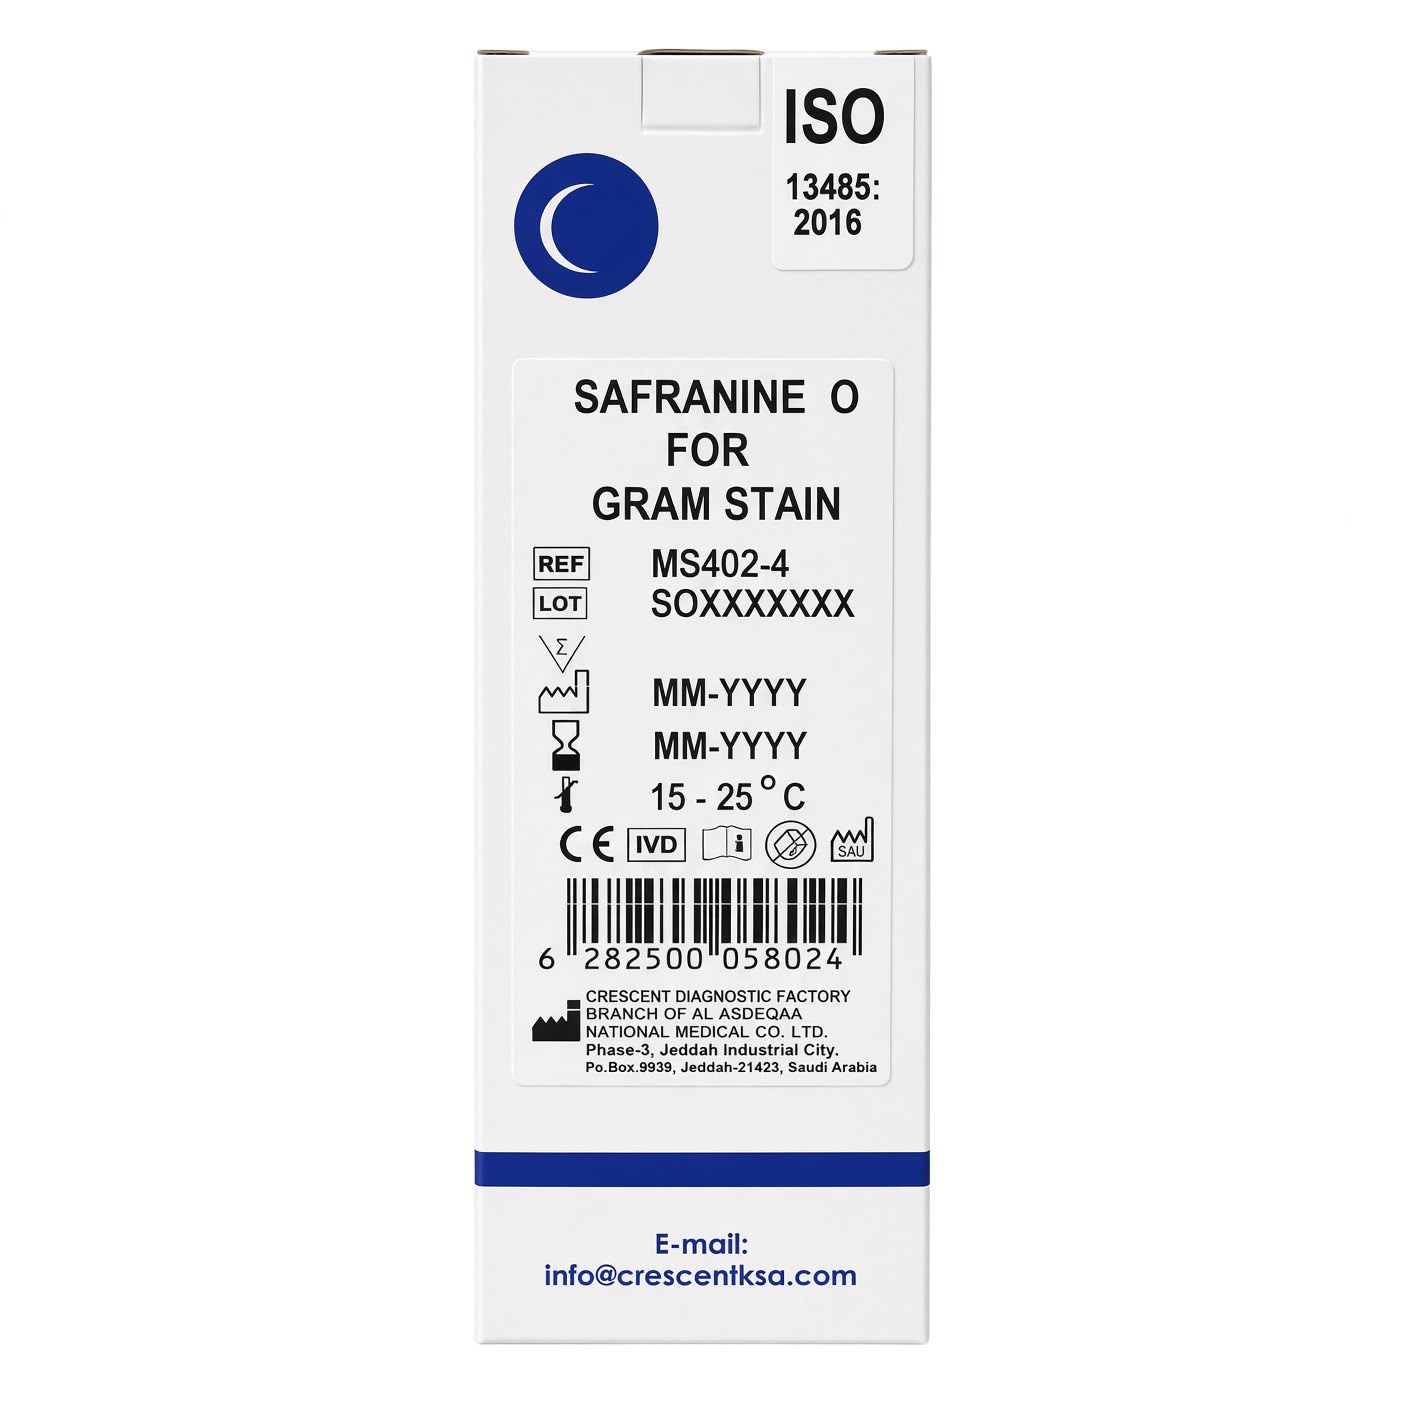 ISO
13485:
2016
SAFRANINE O
FOR
GRAM STAIN
REF MS402-4
LOT SOXXXXXXX
Σ
MM-YYYY
MM-YYYY
15 - 25°C
CE IVD i SAU
6 282500 058024
CRESCENT DIAGNOSTIC FACTORY
BRANCH OF AL ASDEQAA
NATIONAL MEDICAL CO. LTD.
Phase-3, Jeddah Industrial City.
Po.Box.9939, Jeddah-21423, Saudi Arabia
E-mail:
info@crescentksa.com